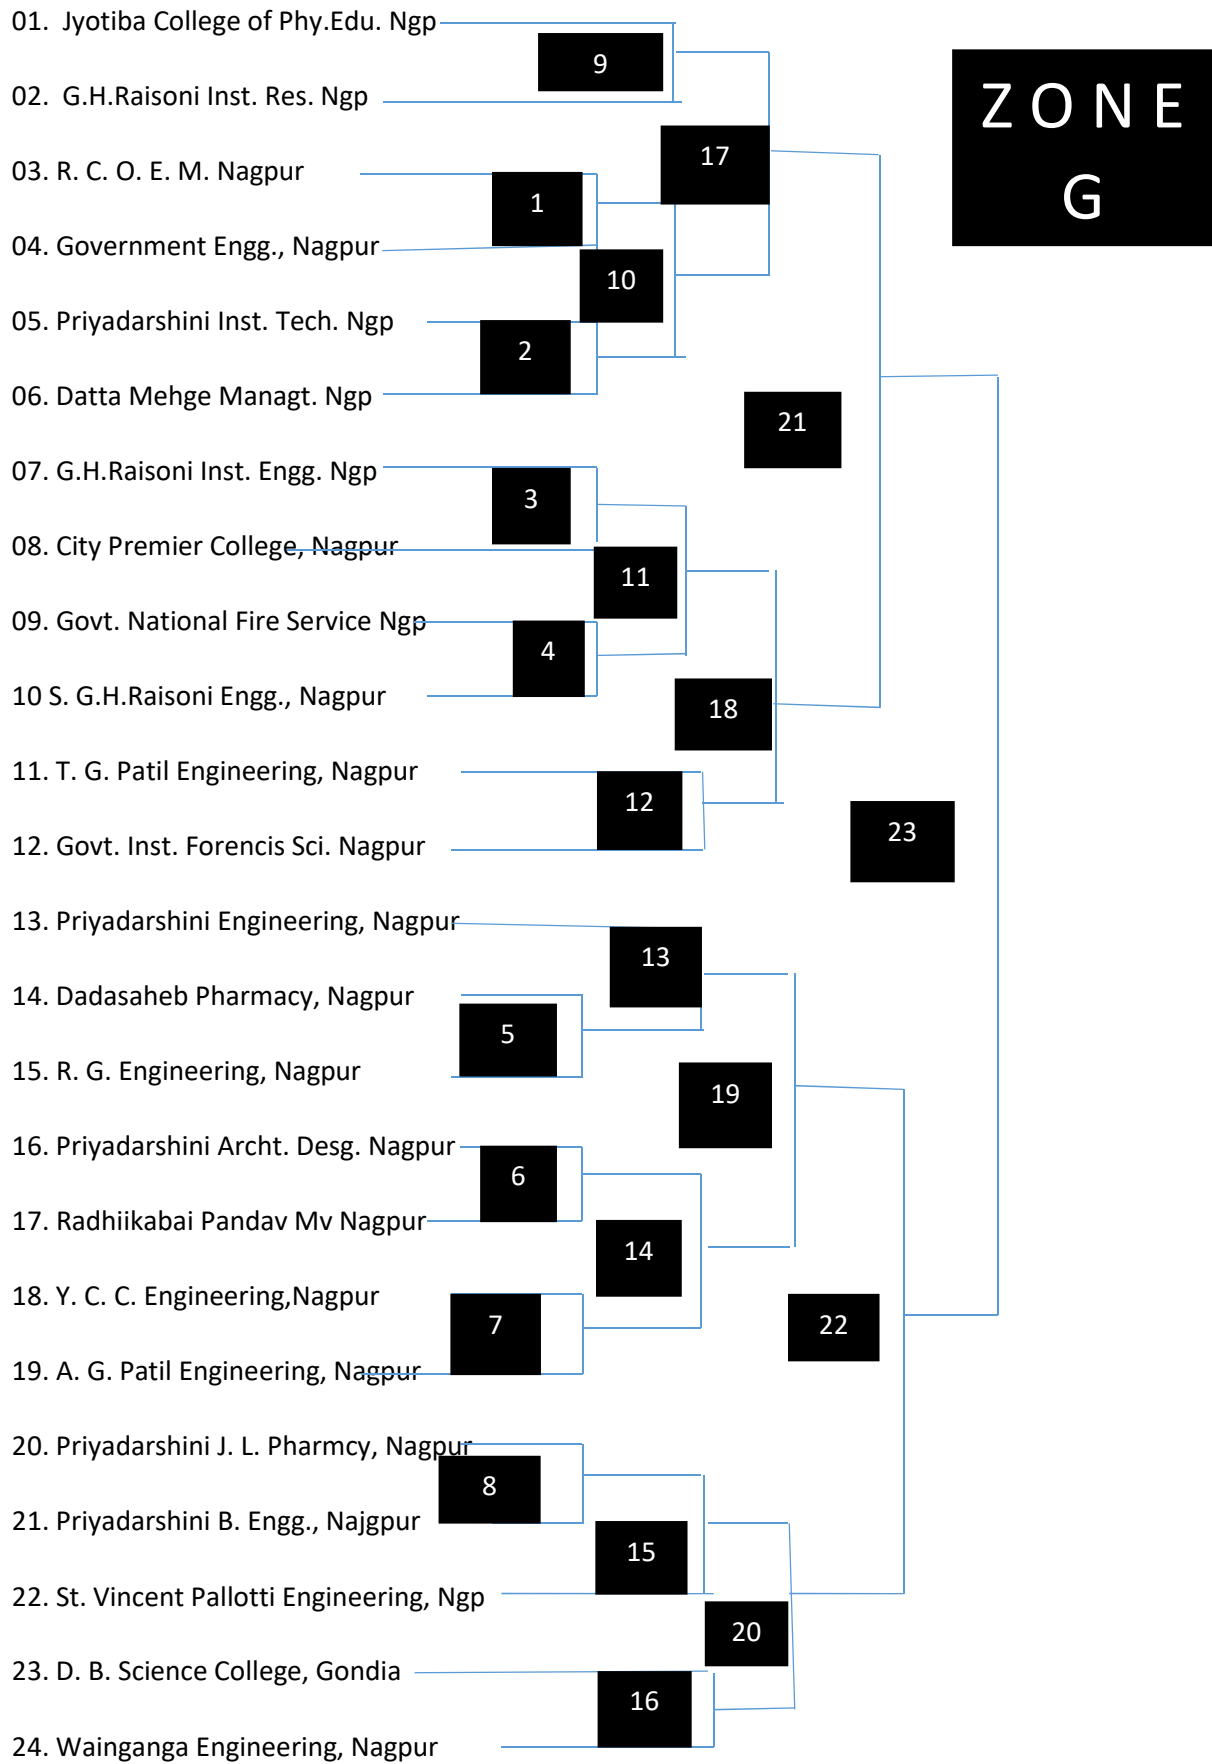 01. Jyotiba College of Phy.Edu. Ngp
9
ZONE
G
02. G.H.Raisoni Inst. Res. Ngp
17
03. R. C. O. E. M. Nagpur
1
04. Government Engg., Nagpur
10
05. Priyadarshini Inst. Tech. Ngp
2
06. Datta Mehge Managt. Ngp
21
07. G.H.Raisoni Inst. Engg. Ngp
3
08. City Premier College, Nagpur
11
09. Govt. National Fire Service Ngp
4
10 S. G.H.Raisoni Engg., Nagpur
18
11. T. G. Patil Engineering, Nagpur
12
23
12. Govt. Inst. Forencis Sci. Nagpur
13. Priyadarshini Engineering, Nagpur
13
14. Dadasaheb Pharmacy, Nagpur
5
15. R. G. Engineering, Nagpur
19
16. Priyadarshini Archt. Desg. Nagpur
6
17. Radhiikabai Pandav Mv Nagpur
14
18. Y. C. C. Engineering,Nagpur
7
22
19. A. G. Patil Engineering, Nagpur
20. Priyadarshini J. L. Pharmcy, Nagpur
8
21. Priyadarshini B. Engg., Najgpur
15
22. St. Vincent Pallotti Engineering, Ngp
20
23. D. B. Science College, Gondia
16
24. Wainganga Engineering, Nagpur